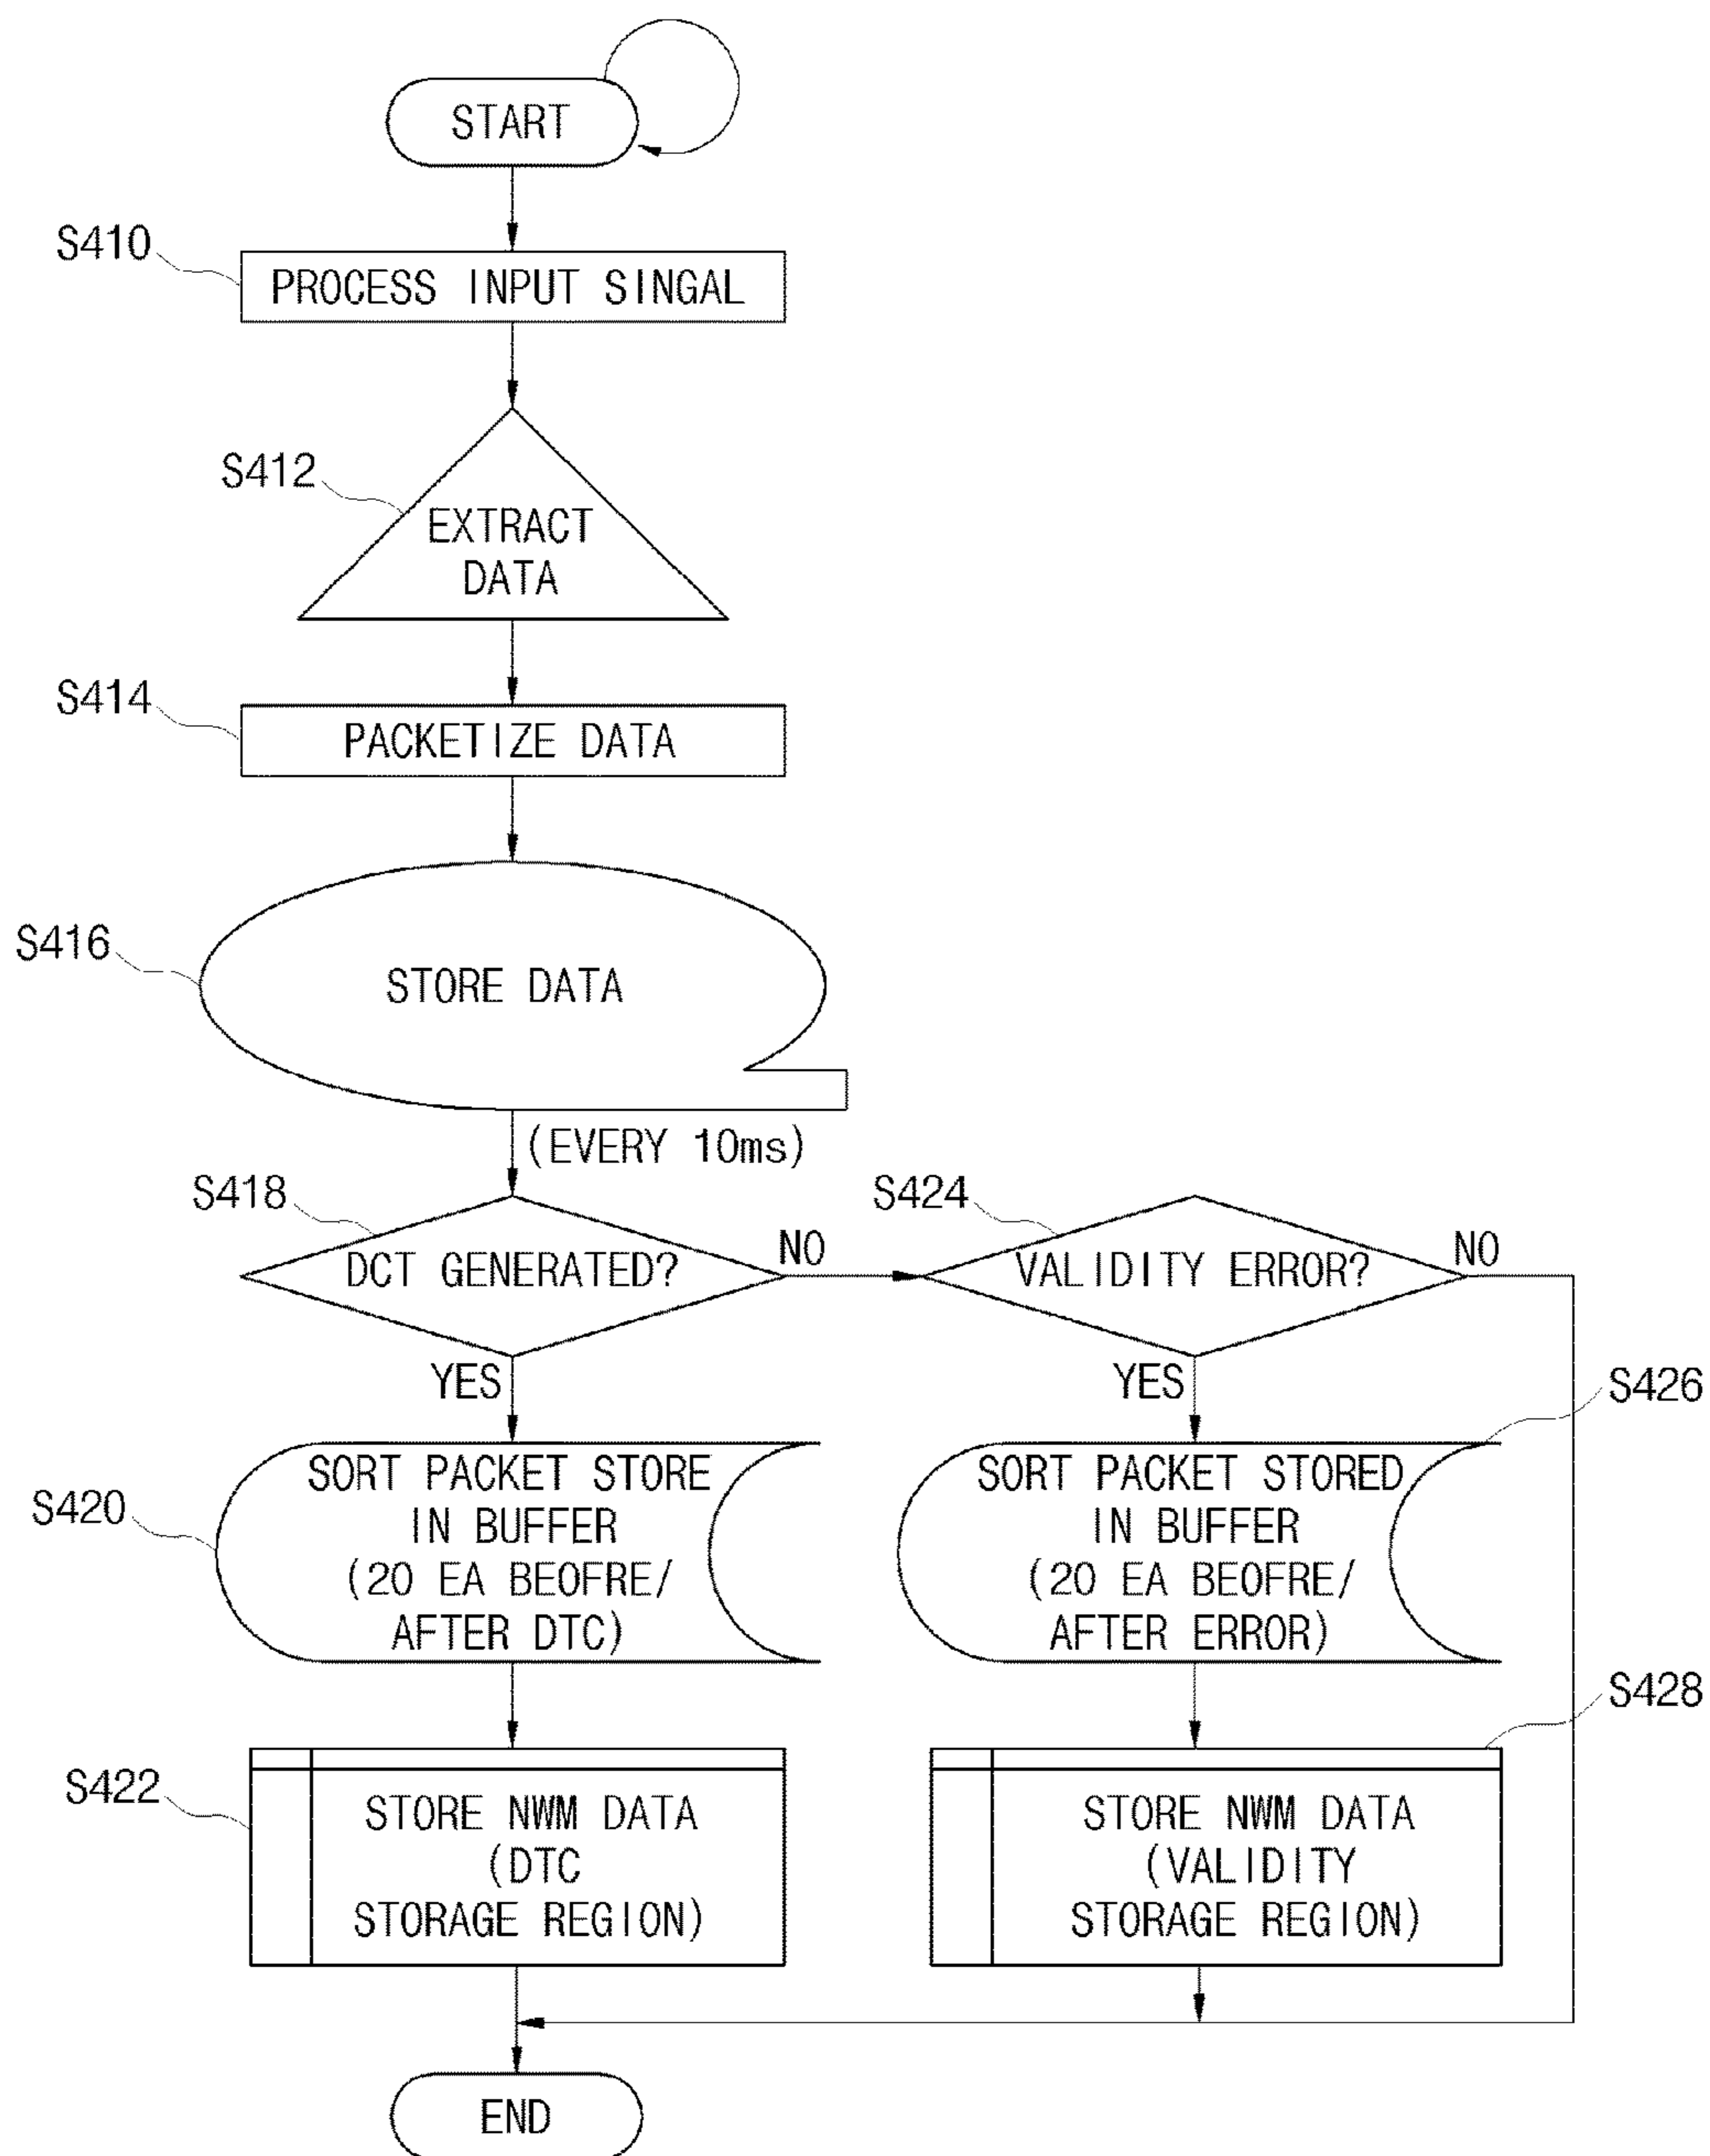 START
S410
PROCESS INPUT SINGAL
S412
EXTRACT
DATA
S414
PACKETIZE DATA
S416
STORE DATA
(EVERY 10ms)
S418
DCT GENERATED?
NO
S424
VALIDITY ERROR?
NO
YES
YES
S420
SORT PACKET STORE
IN BUFFER
(20 EA BEOFRE/
AFTER DTC)
S426
SORT PACKET STORED
IN BUFFER
(20 EA BEOFRE/
AFTER ERROR)
S422
STORE NWM DATA
(DTC
STORAGE REGION)
S428
STORE NWM DATA
(VALIDITY
STORAGE REGION)
END